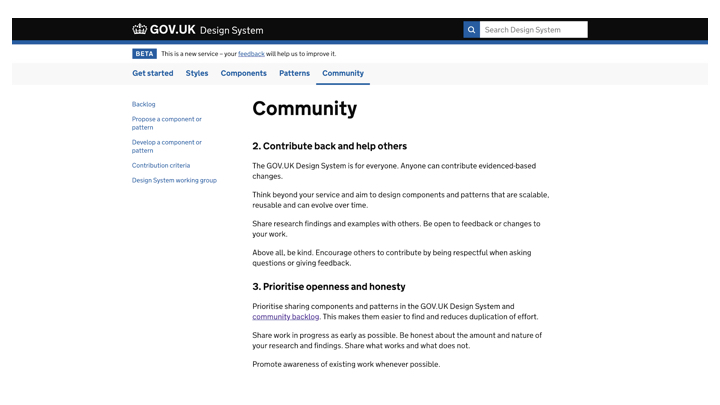 GOV.UK Design System
Search Design System
BETA This is a new service – your feedback will help us to improve it.
Get started Styles Components Patterns Community
Backlog
Propose a component or
pattern
Develop a component or
pattern
Contribution criteria
Design System working group
Community
2. Contribute back and help others
The GOV.UK Design System is for everyone. Anyone can contribute evidenced-based
changes.
Think beyond your service and aim to design components and patterns that are scalable,
reusable and can evolve over time.
Share research findings and examples with others. Be open to feedback or changes to
your work.
Above all, be kind. Encourage others to contribute by being respectful when asking
questions or giving feedback.
3. Prioritise openness and honesty
Prioritise sharing components and patterns in the GOV.UK Design System and
community backlog. This makes them easier to find and reduces duplication of effort.
Share work in progress as early as possible. Be honest about the amount and nature of
your research and findings. Share what works and what does not.
Promote awareness of existing work whenever possible.